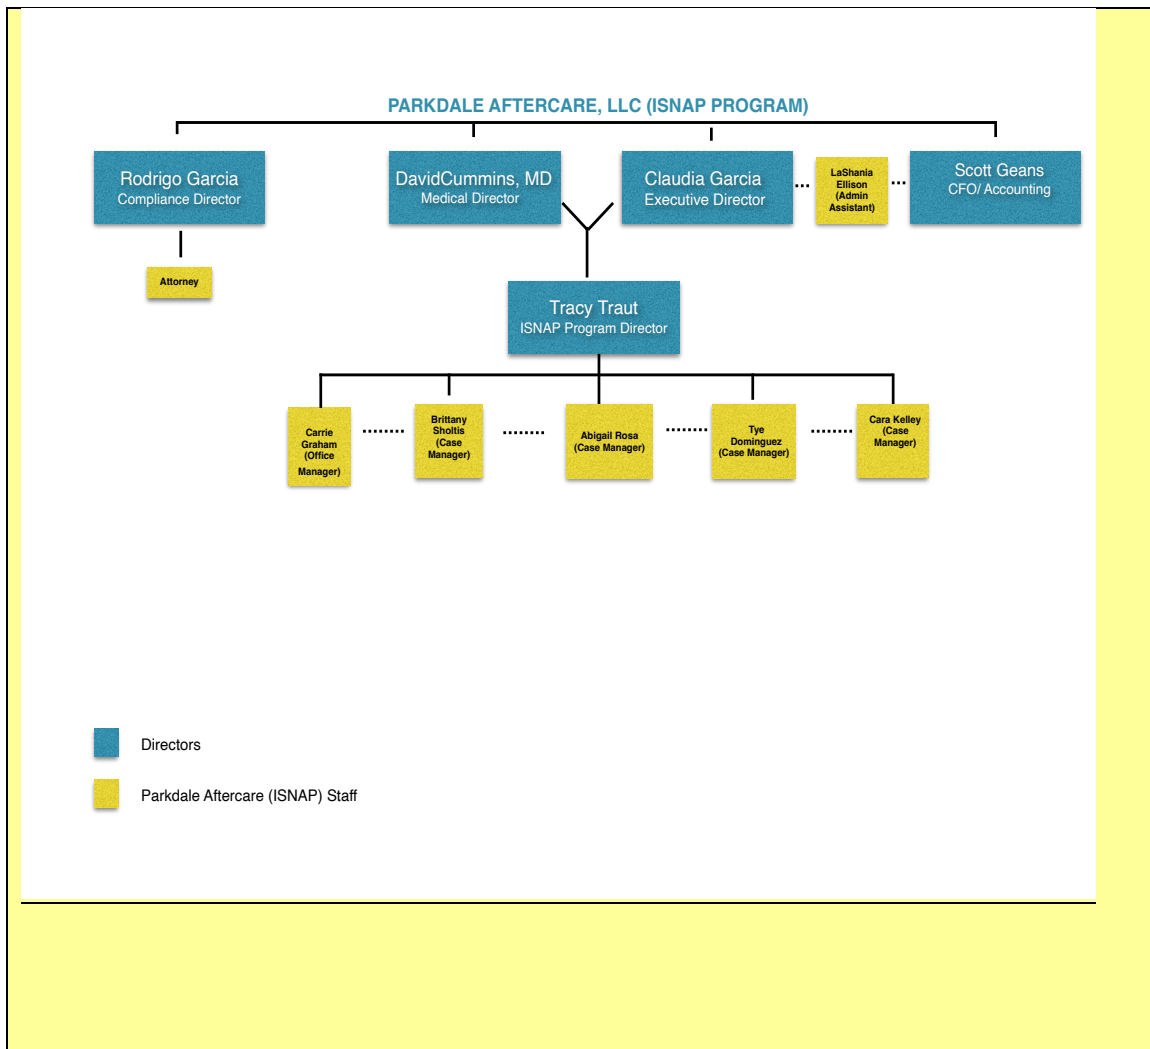 PARKDALE AFTERCARE, LLC (ISNAP PROGRAM)
Rodrigo Garcia
Compliance Director
DavidCummins, MD
Medical Director
Claudia Garcia
Executive Director
LaShania
Ellison
(Admin
Assistant)
Scott Geans
CFO/ Accounting
Attorney
Tracy Traut
ISNAP Program Director
Carrie
Graham
(Office
Manager)
Brittany
Sholtis
(Case
Manager)
Abigail Rosa
(Case Manager)
Tye
Dominguez
(Case Manager)
Cara Kelley
(Case
Manager)
Directors
Parkdale Aftercare (ISNAP) Staff